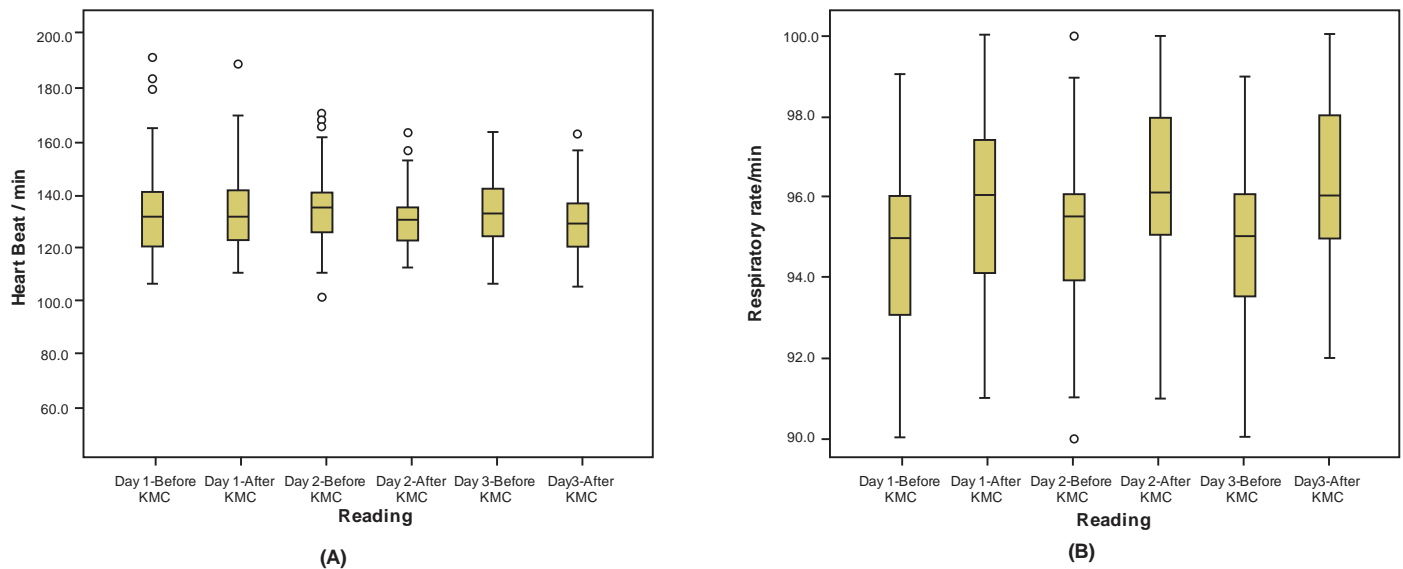 200.0
180.0
160.0
140.0
120.0
100.0
80.0
60.0
Heart Beat / min
Day 1-Before KMC
Day 1-After KMC
Day 2-Before KMC
Day 2-After KMC
Day 3-Before KMC
Day3-After KMC
Reading
(A)
100.0
98.0
96.0
94.0
92.0
90.0
Respiratory rate/min
Day 1-Before KMC
Day 1-After KMC
Day 2-Before KMC
Day 2-After KMC
Day 3-Before KMC
Day3-After KMC
Reading
(B)